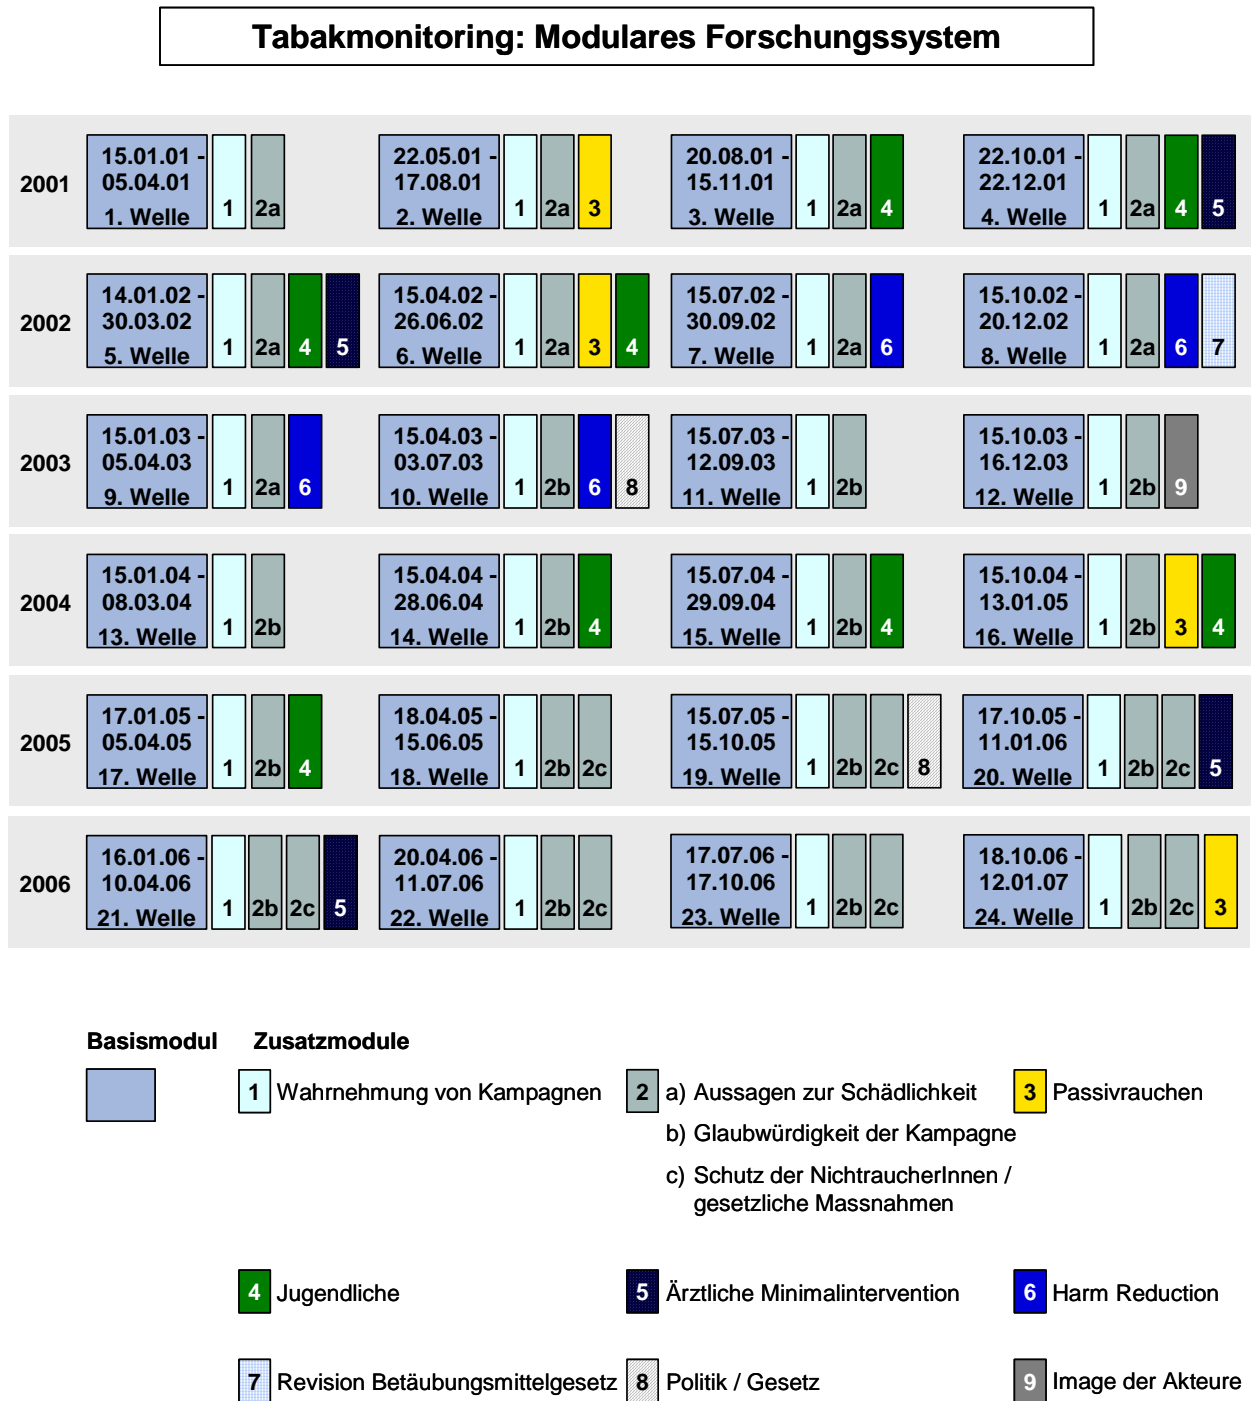 Tabakmonitoring: Modulares Forschungssystem
2001
15.01.01 -
05.04.01
1. Welle
1
2a
22.05.01 -
17.08.01
2. Welle
1
2a
3
20.08.01 -
15.11.01
3. Welle
1
2a
4
22.10.01 -
22.12.01
4. Welle
1
2a
4
5
2002
14.01.02 -
30.03.02
5. Welle
1
2a
4
5
15.04.02 -
26.06.02
6. Welle
1
2a
3
4
15.07.02 -
30.09.02
7. Welle
1
2a
6
15.10.02 -
20.12.02
8. Welle
1
2a
6
7
2003
15.01.03 -
05.04.03
9. Welle
1
2a
6
15.04.03 -
03.07.03
10. Welle
1
2b
6
8
15.07.03 -
12.09.03
11. Welle
1
2b
15.10.03 -
16.12.03
12. Welle
1
2b
9
2004
15.01.04 -
08.03.04
13. Welle
1
2b
15.04.04 -
28.06.04
14. Welle
1
2b
4
15.07.04 -
29.09.04
15. Welle
1
2b
4
15.10.04 -
13.01.05
16. Welle
1
2b
3
4
2005
17.01.05 -
05.04.05
17. Welle
1
2b
4
18.04.05 -
15.06.05
18. Welle
1
2b
2c
15.07.05 -
15.10.05
19. Welle
1
2b
2c
8
17.10.05 -
11.01.06
20. Welle
1
2b
2c
5
2006
16.01.06 -
10.04.06
21. Welle
1
2b
2c
5
20.04.06 -
11.07.06
22. Welle
1
2b
2c
17.07.06 -
17.10.06
23. Welle
1
2b
2c
18.10.06 -
12.01.07
24. Welle
1
2b
2c
3
Basismodul
Zusatzmodule
1 Wahrnehmung von Kampagnen
2 a) Aussagen zur Schädlichkeit
b) Glaubwürdigkeit der Kampagne
c) Schutz der NichtraucherInnen /
gesetzliche Massnahmen
3 Passivrauchen
4 Jugendliche
5 Ärztliche Minimalintervention
6 Harm Reduction
7 Revision Betäubungsmittelgesetz
8 Politik / Gesetz
9 Image der Akteure